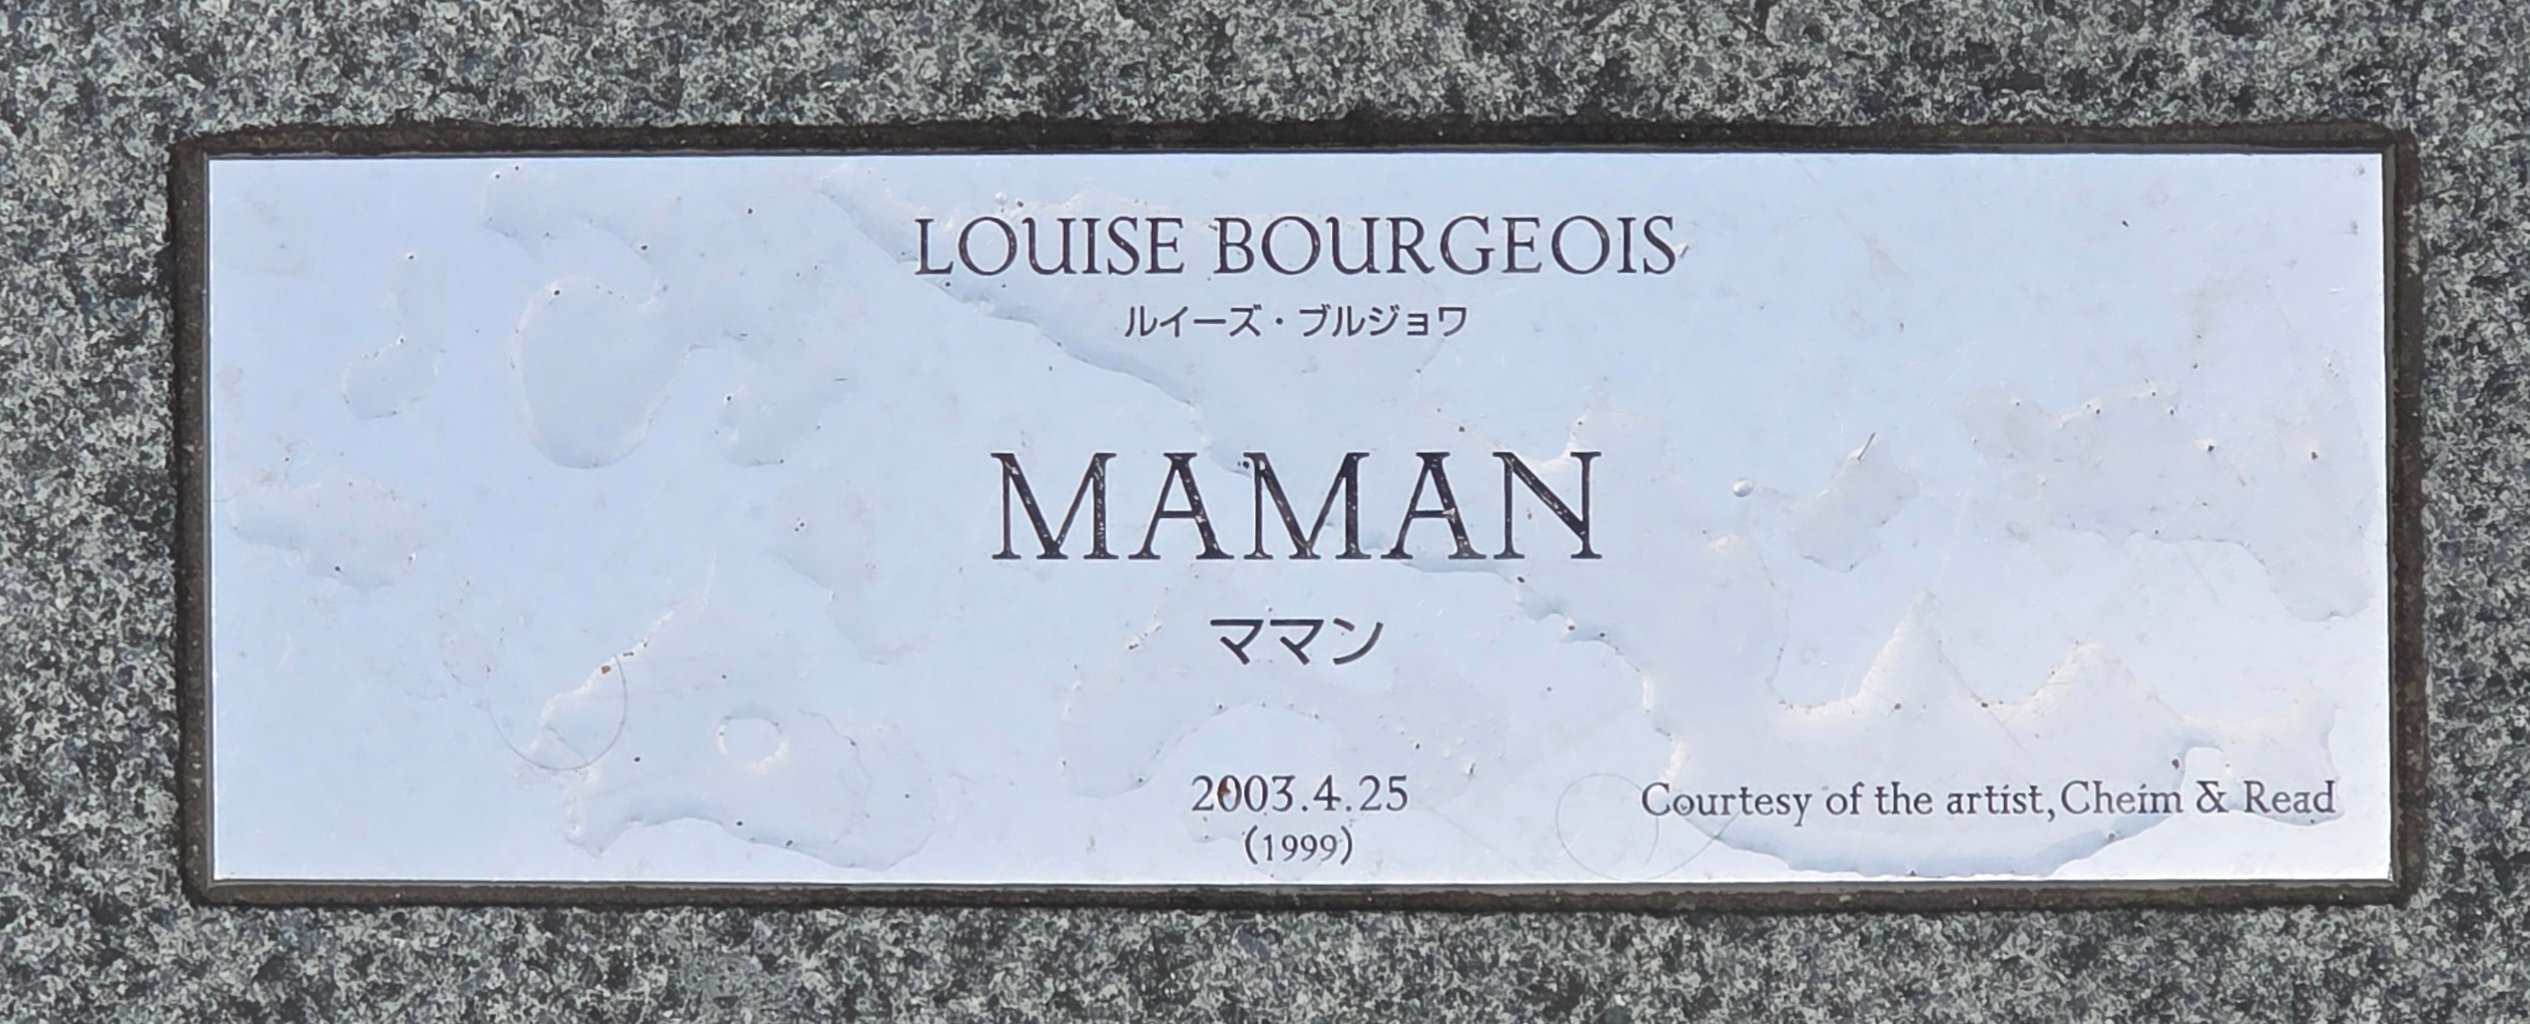 LOUISE BOURGEOIS
ルイーズ・ブルジョワ
MAMAN
ママン
2003.4.25
(1999)
Courtesy of the artist, Cheim & Read